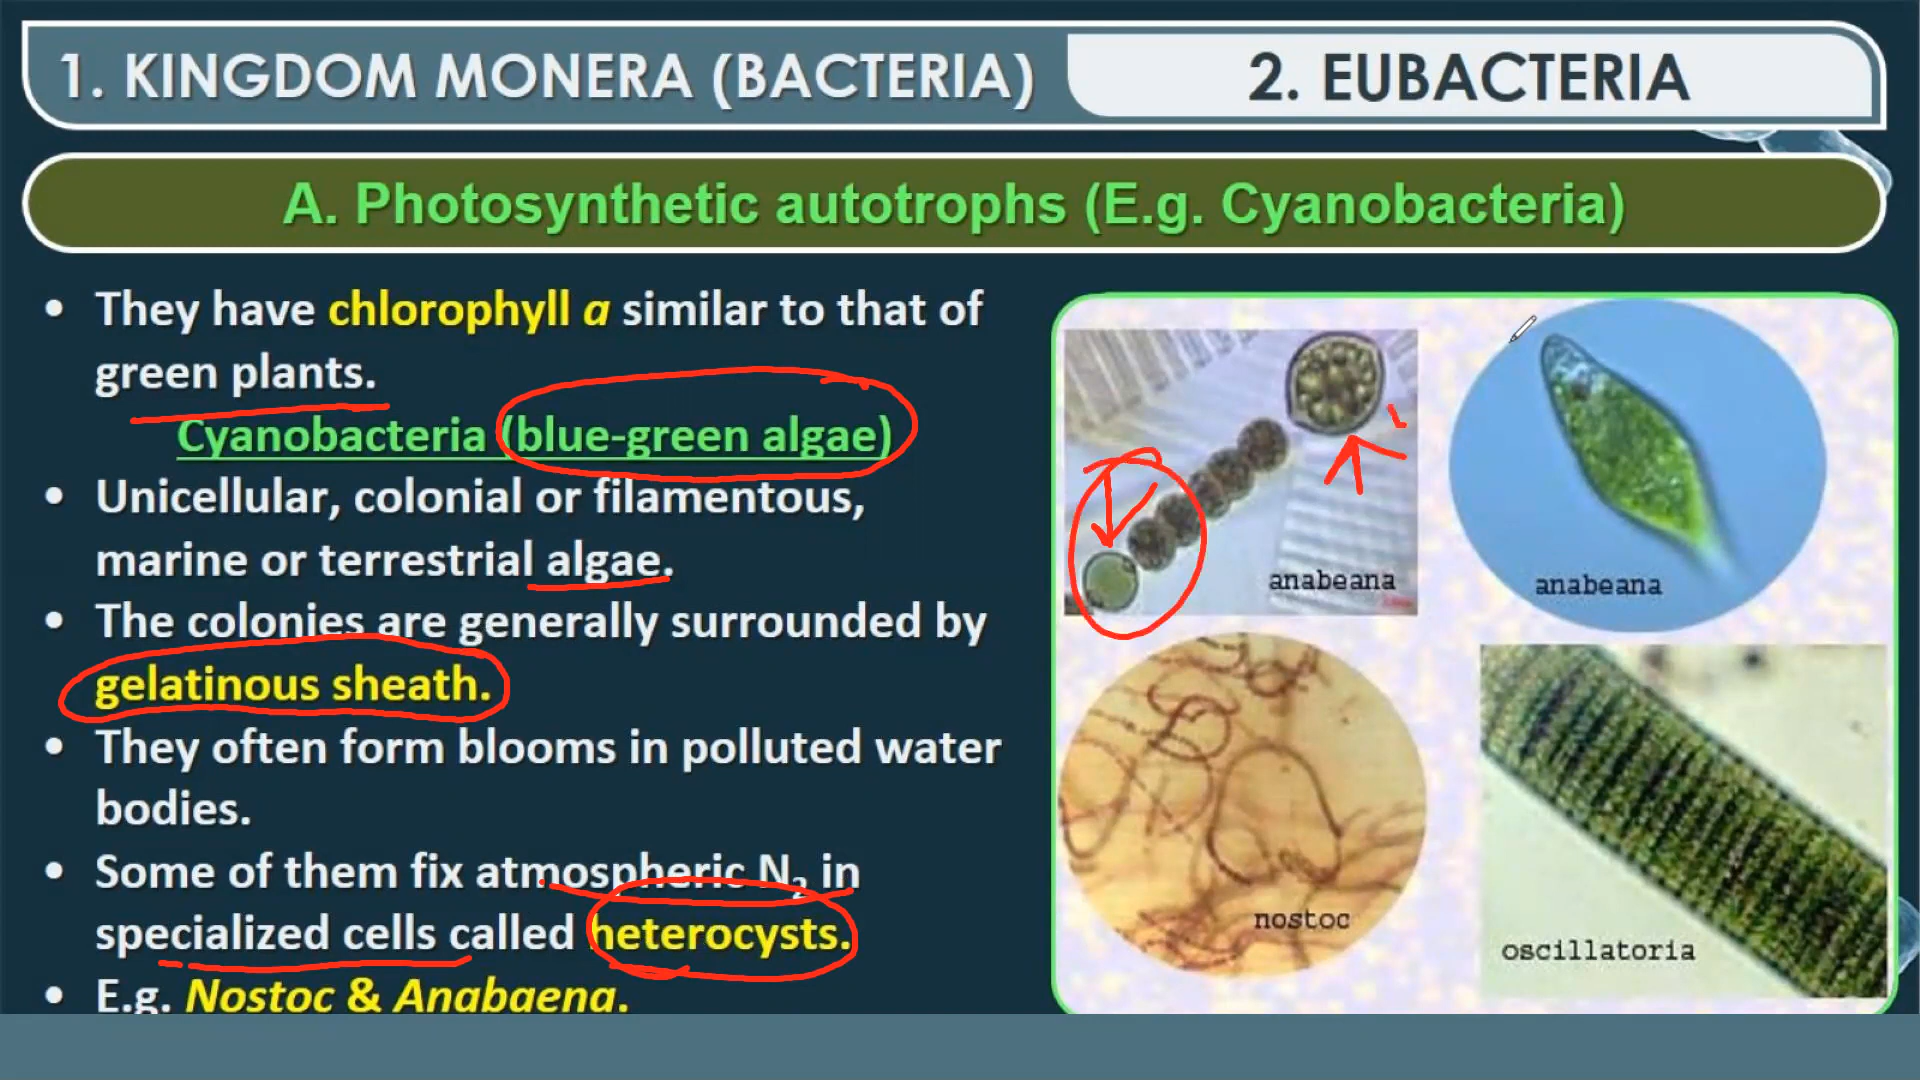 1. KINGDOM MONERA (BACTERIA)
2. EUBACTERIA
A. Photosynthetic autotrophs (E.g. Cyanobacteria)
• They have chlorophyll a similar to that of
green plants.
Cyanobacteria (blue-green algae)
• Unicellular, colonial or filamentous,
marine or terrestrial algae.
• The colonies are generally surrounded by
gelatinous sheath.
• They often form blooms in polluted water
bodies.
• Some of them fix atmospheric N₂ in
specialized cells called heterocysts.
• E.g. Nostoc & Anabaena.
anabeana
anabeana
nostoc
oscillatoria